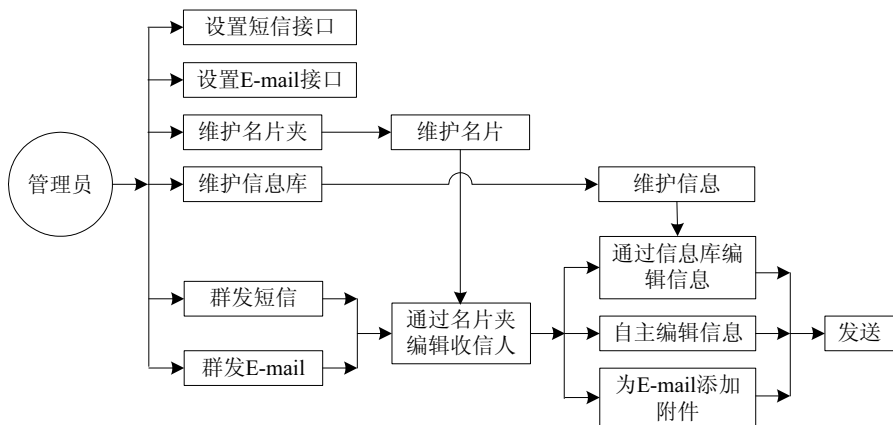 设置短信接口
设置E-mail接口
维护名片夹
维护名片
管理员
维护信息库
维护信息
通过信息库编
辑信息
群发短信
通过名片夹
编辑收信人
自主编辑信息
发送
群发E-mail
为E-mail添加
附件